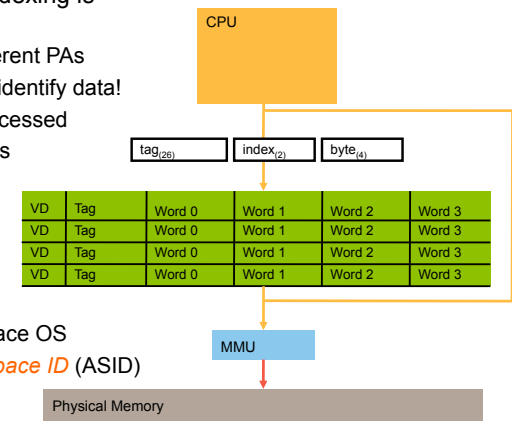 dexing is
CPU
erent PAs
identify data!
cessed
s
tag(26) index(2) byte(4)
VD Tag Word 0 Word 1 Word 2 Word 3
VD Tag Word 0 Word 1 Word 2 Word 3
VD Tag Word 0 Word 1 Word 2 Word 3
VD Tag Word 0 Word 1 Word 2 Word 3
ace OS
MMU
pace ID (ASID)
Physical Memory